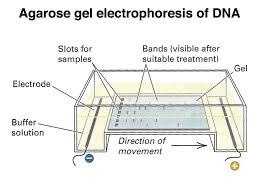 Agarose gel electrophoresis of DNA
Slots for
samples
Bands (visible after
suitable treatment)
Gel
Electrode
Buffer
solution
Direction of
movement
−
+